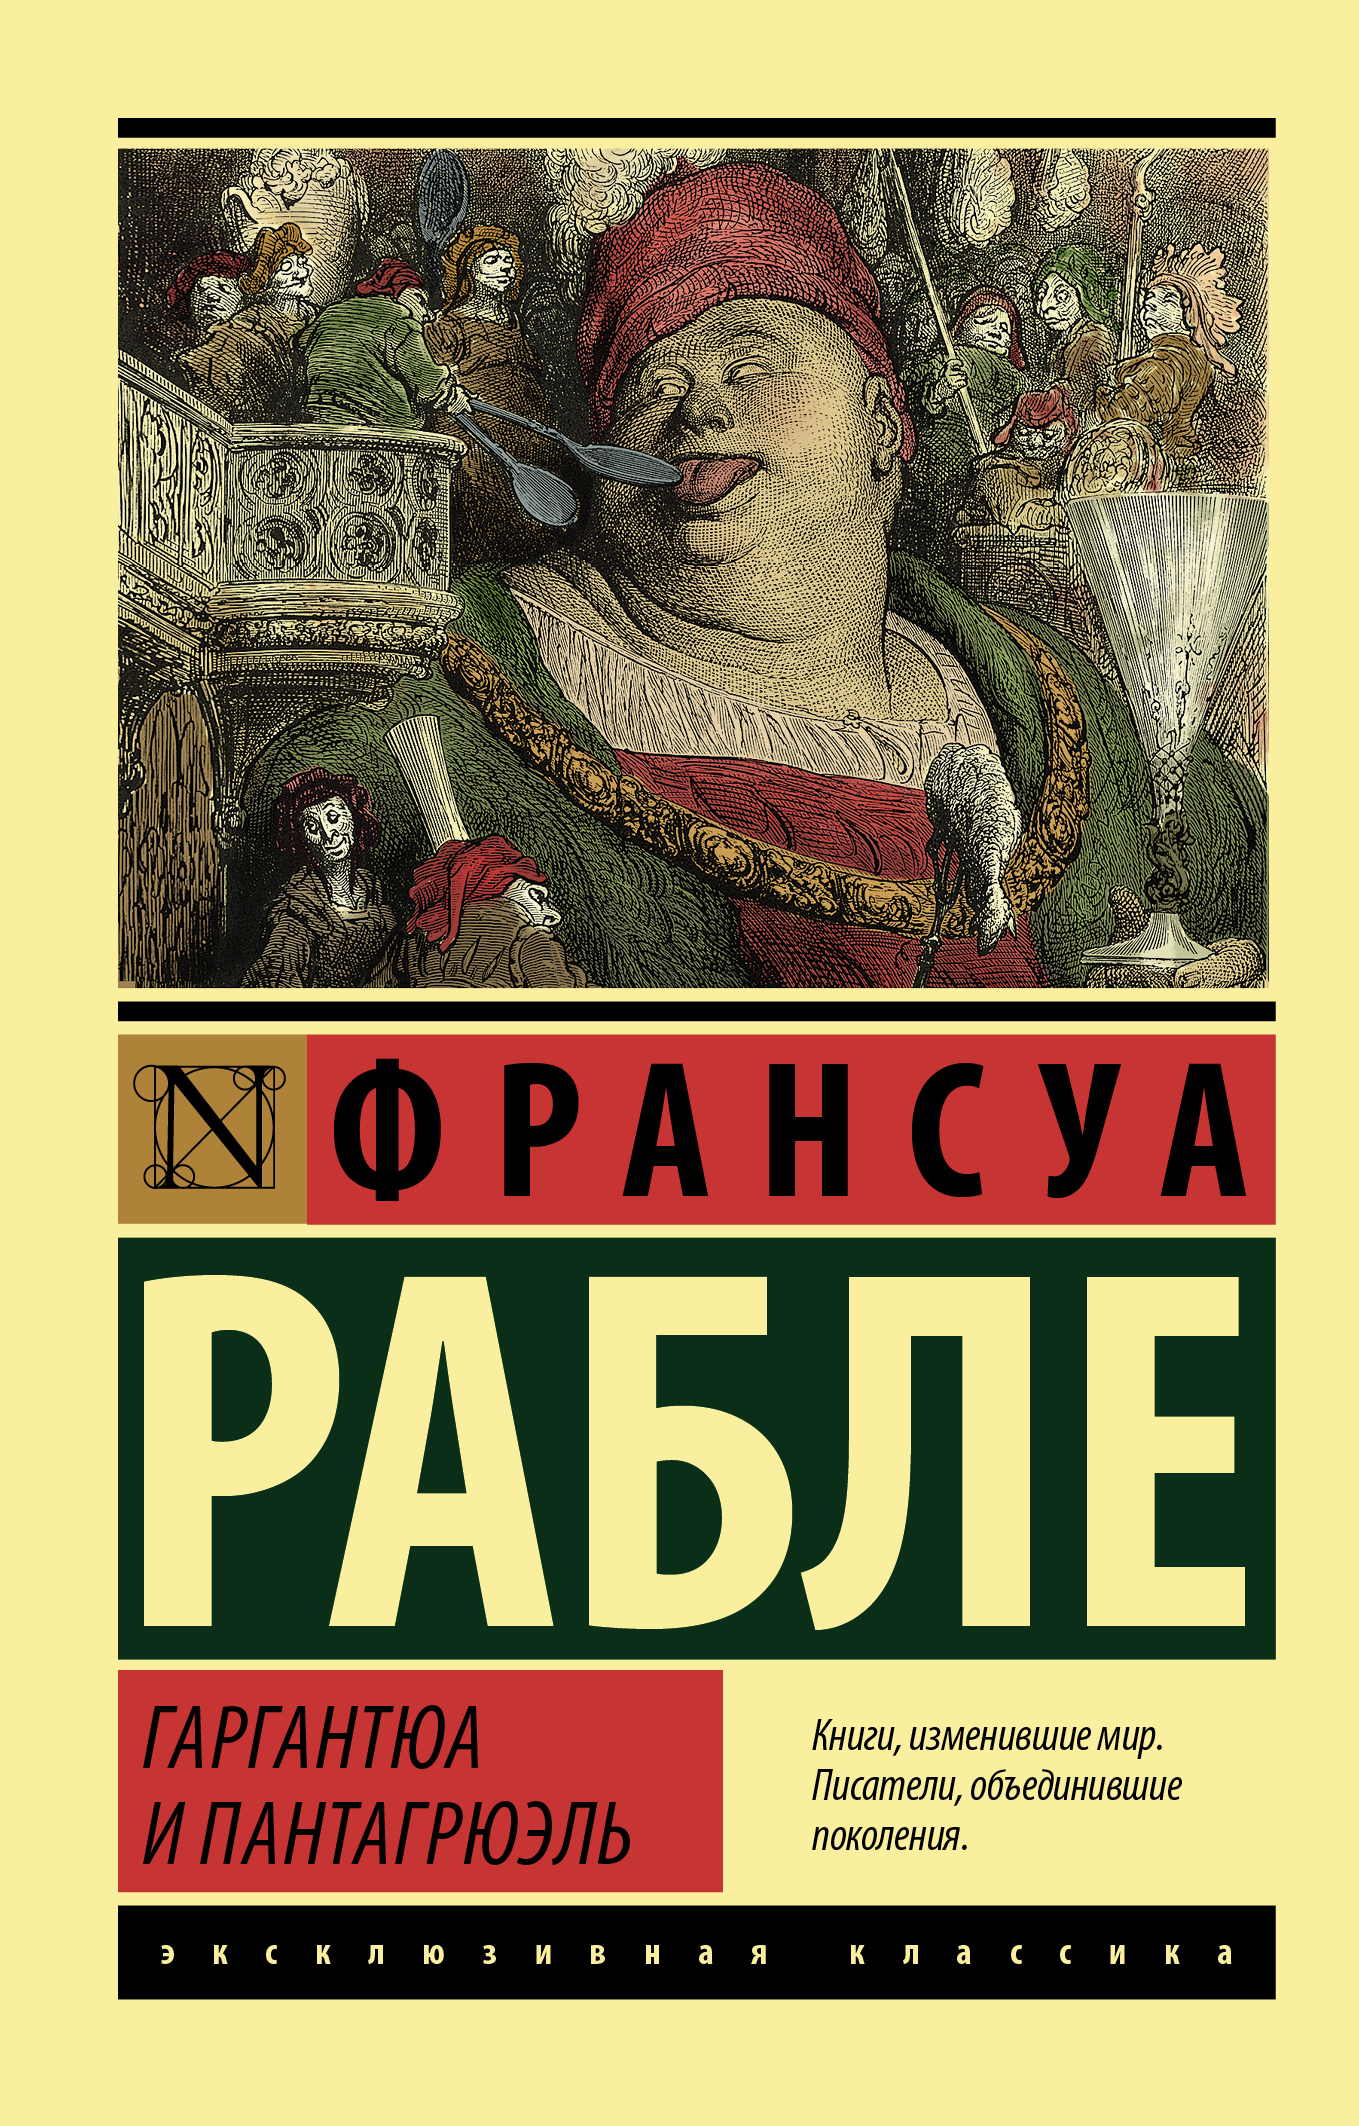 N
ФРАНСУА
РАБЛЕ
ГАРГАНТЮА
И ПАНТАГРЮЭЛЬ
Книги, изменившие мир.
Писатели, объединившие
поколения.
эксклюзивная классика